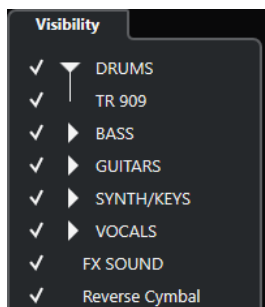 Visibility
DRUMS
TR 909
BASS
GUITARS
SYNTH/KEYS
VOCALS
FX SOUND
Reverse Cymbal